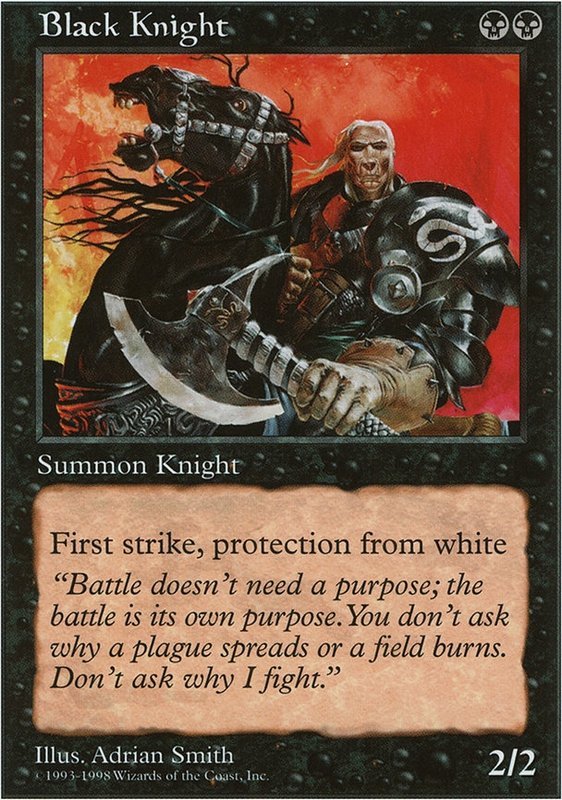 Black Knight
Summon Knight
First strike, protection from white
“Battle doesn’t need a purpose; the
battle is its own purpose. You don’t ask
why a plague spreads or a field burns.
Don’t ask why I fight.”
Illus. Adrian Smith
©1993-1998 Wizards of the Coast, Inc.
2/2